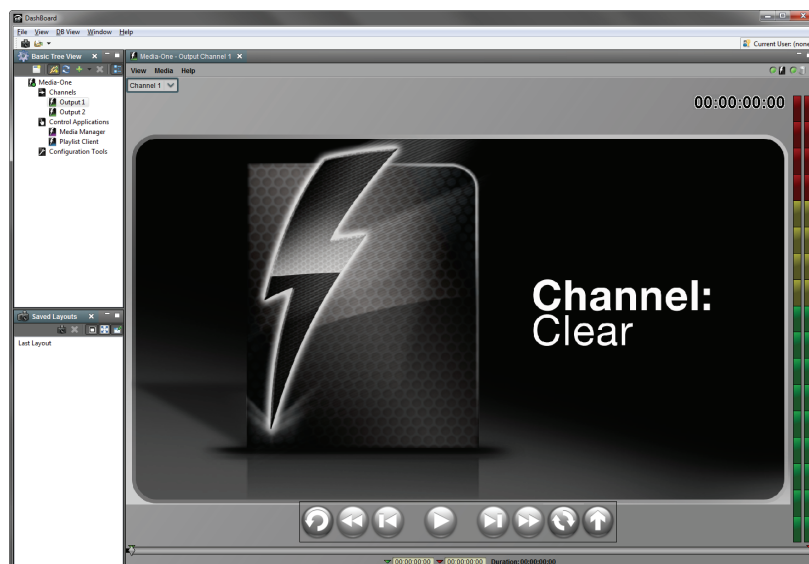 DashBoard
File View DB View Window Help
Current User: (none
Basic Tree View
Media-One - Output Channel 1
View Media Help
Channel 1
Media-One
Channels
Output 1
Output 2
Control Applications
Media Manager
Playlist Client
Configuration Tools
00:00:00:00
Channel:
Clear
Saved Layouts
Last Layout
00:00:00:00 00:00:00:00 Duration: 00:00:00:00